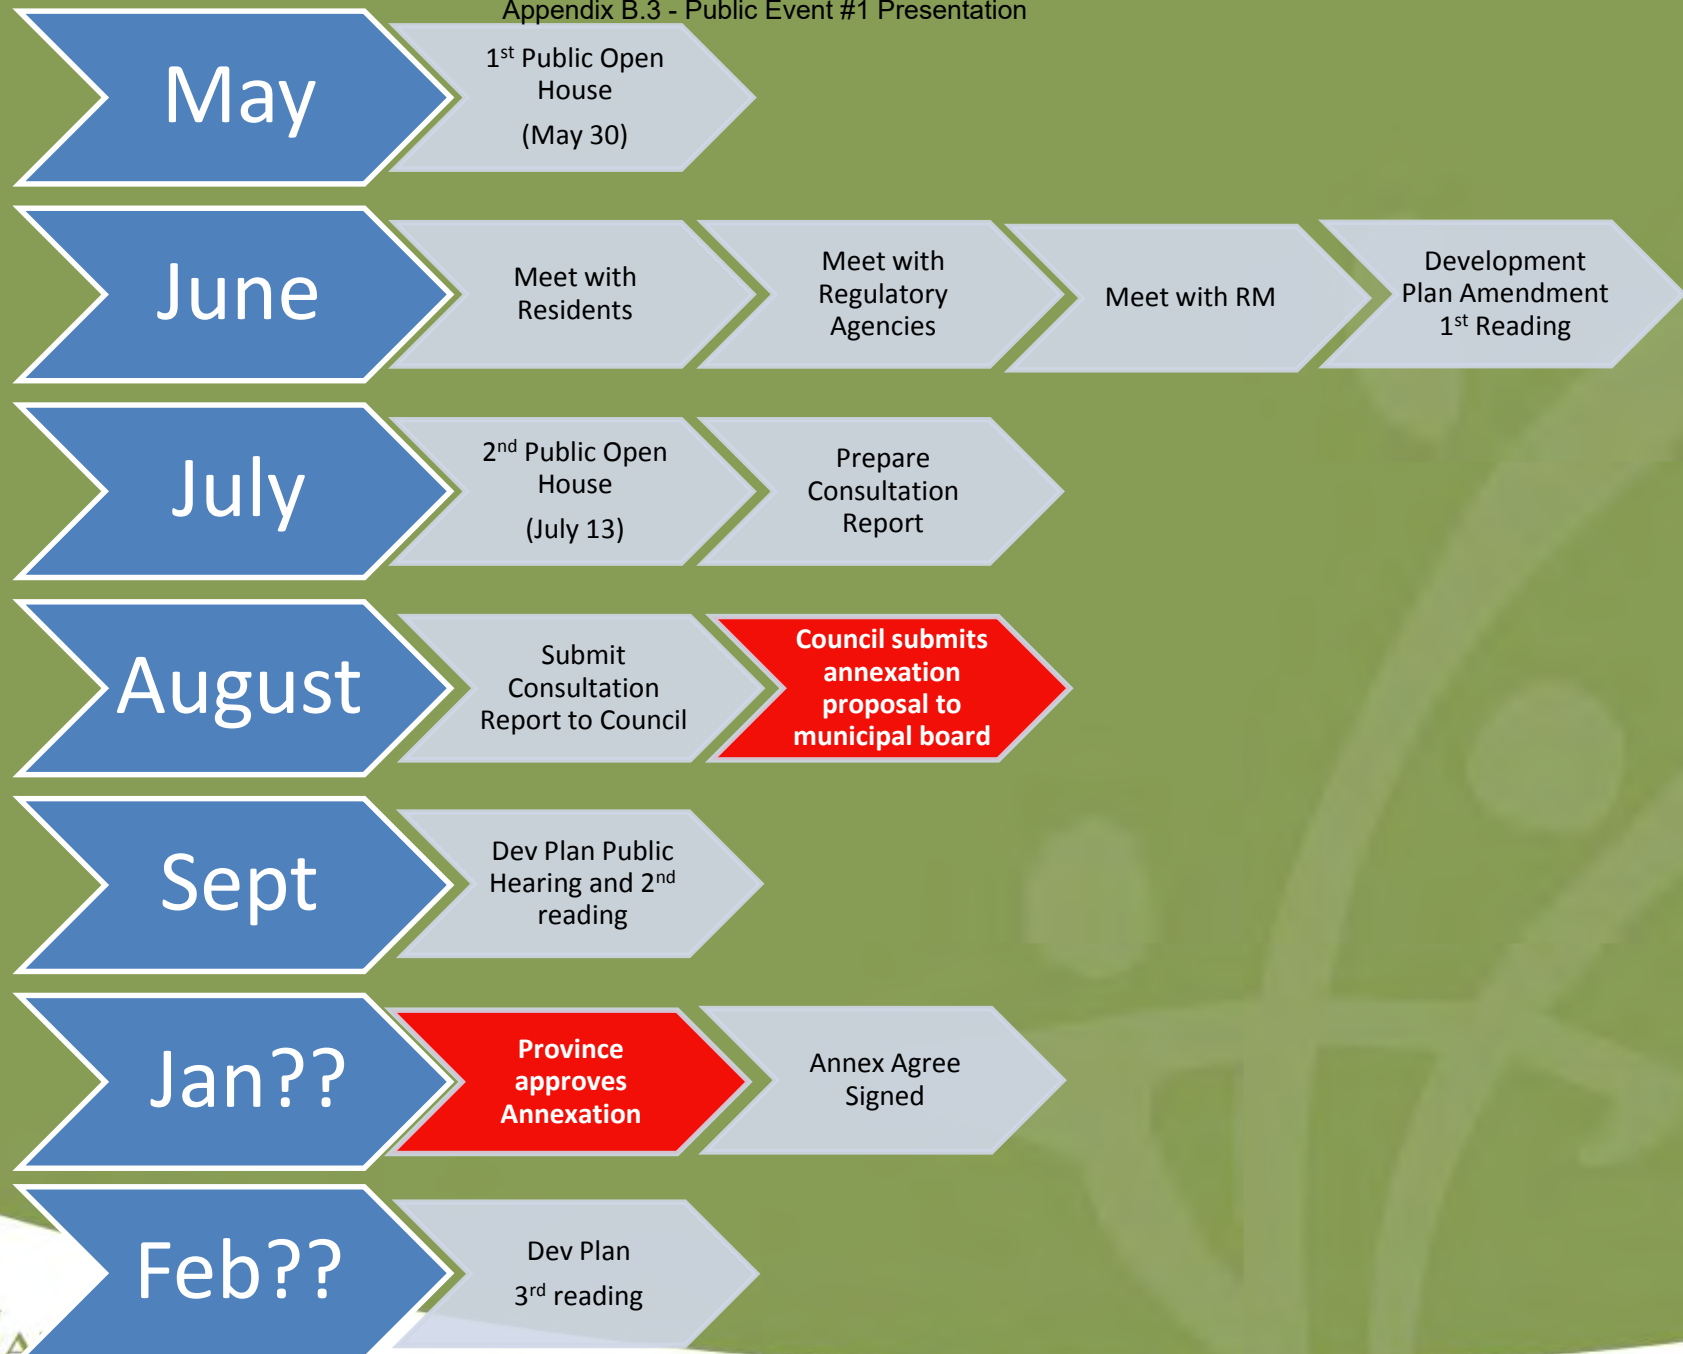 Appendix B.3 - Public Event #1 Presentation
May
1st Public Open
House
(May 30)
June
Meet with
Residents
Meet with
Regulatory
Agencies
Meet with RM
Development
Plan Amendment
1st Reading
July
2nd Public Open
House
(July 13)
Prepare
Consultation
Report
August
Submit
Consultation
Report to Council
Council submits
annexation
proposal to
municipal board
Sept
Dev Plan Public
Hearing and 2nd
reading
Jan??
Province
approves
Annexation
Annex Agree
Signed
Feb??
Dev Plan
3rd reading